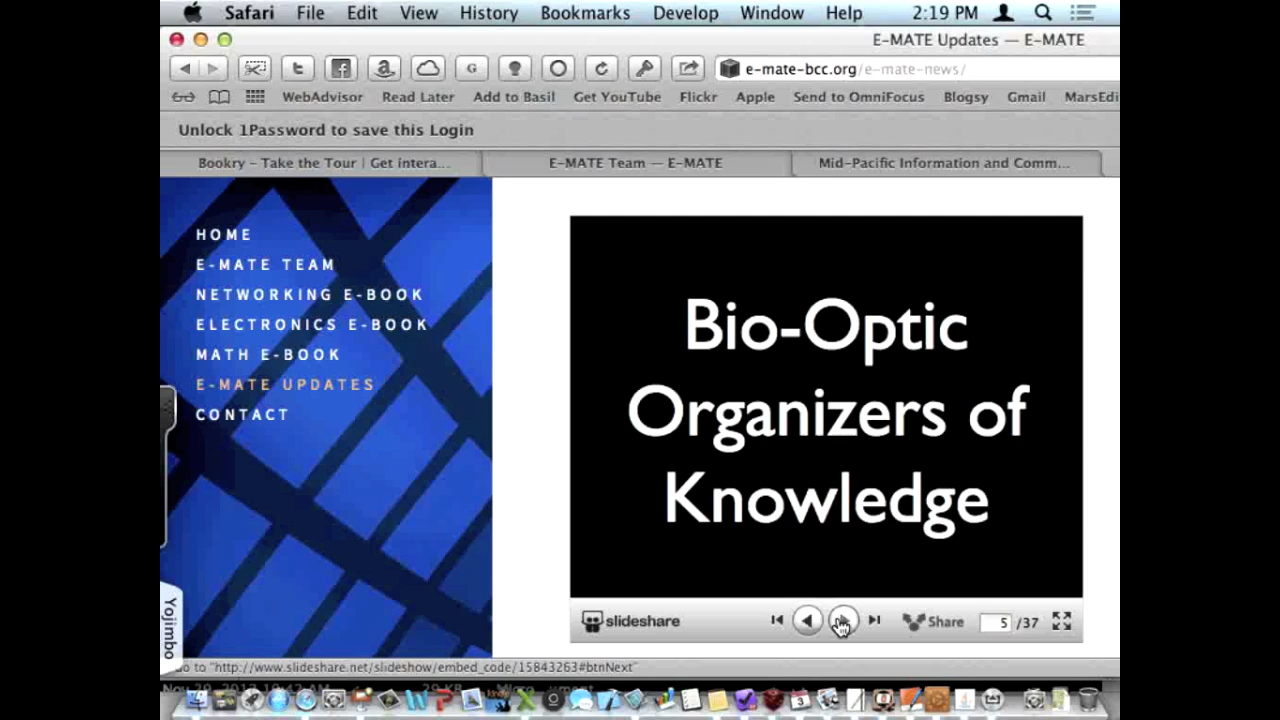 Safari File Edit View History Bookmarks Develop Window Help 2:19 PM
E-MATE Updates — E-MATE
e-mate-bcc.org/e-mate-news/
WebAdvisor Read Later Add to Basil Get YouTube Flickr Apple Send to OmniFocus Blogsy Gmail MarsEdi
Unlock 1Password to save this Login
Bookry – Take the Tour | Get intera... E-MATE Team — E-MATE Mid-Pacific Information and Comm...
HOME
E-MATE TEAM
NETWORKING E-BOOK
ELECTRONICS E-BOOK
MATH E-BOOK
E-MATE UPDATES
CONTACT
Bio-Optic
Organizers of
Knowledge
slideshare Share 5 /37
Yojimbo
to "http://www.slideshare.net/slideshow/embed_code/15843263#btnNext"